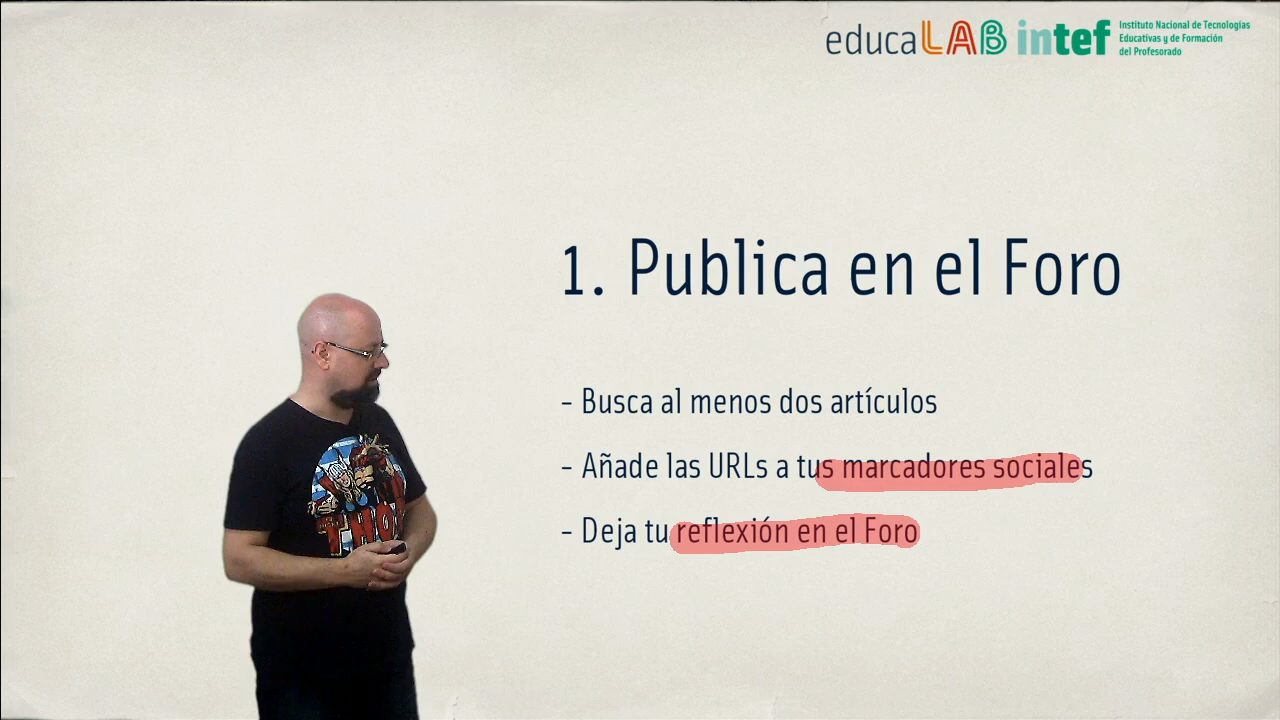 educaLAB intef
Instituto Nacional de Tecnologías
Educativas y de Formación
del Profesorado
1. Publica en el Foro
- Busca al menos dos artículos
- Añade las URLs a tus marcadores sociales
- Deja tu reflexión en el Foro
THOR